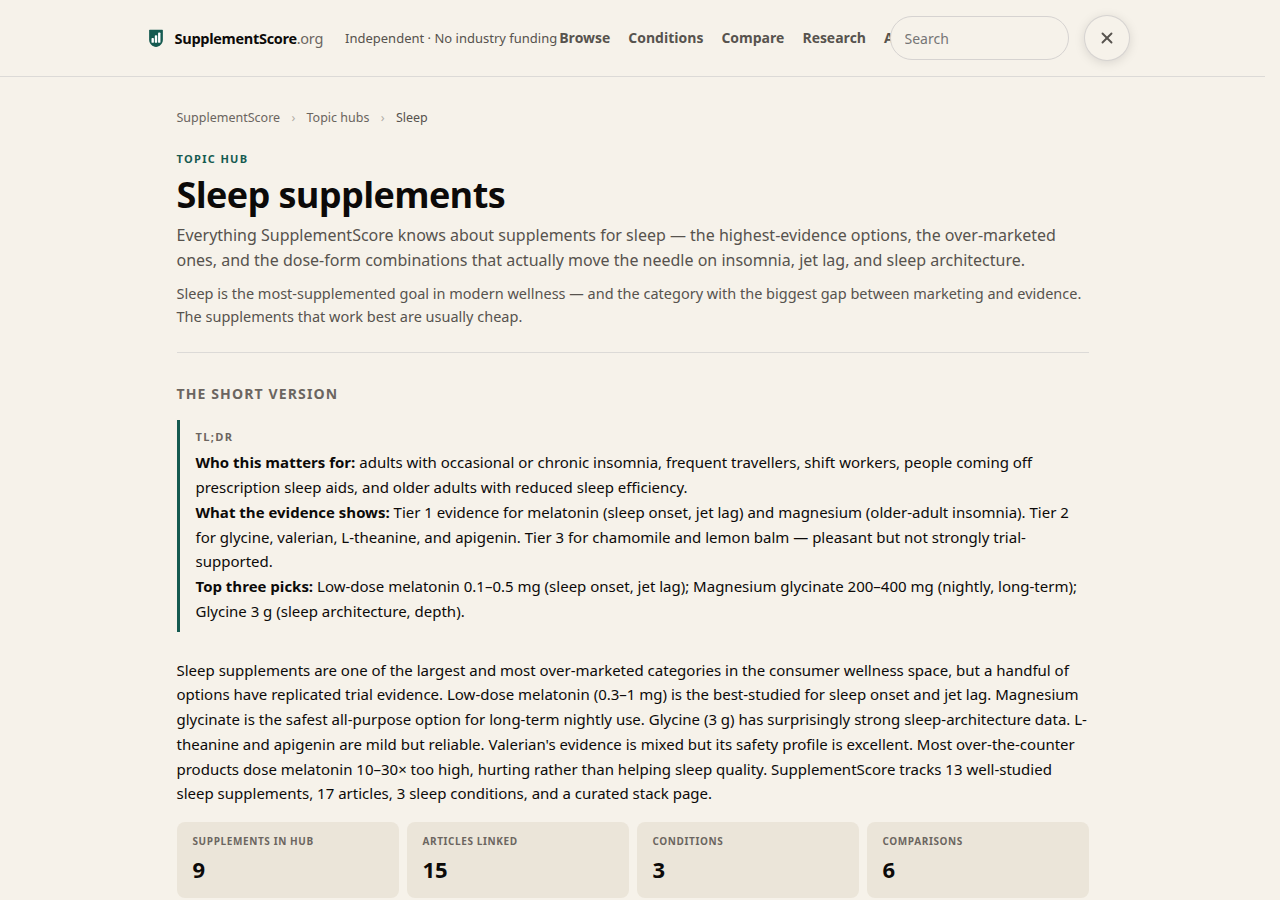 SupplementScore.org Independent · No industry funding Browse Conditions Compare Research Search
SupplementScore › Topic hubs › Sleep
TOPIC HUB
Sleep supplements
Everything SupplementScore knows about supplements for sleep — the highest-evidence options, the over-marketed
ones, and the dose-form combinations that actually move the needle on insomnia, jet lag, and sleep architecture.
Sleep is the most-supplemented goal in modern wellness — and the category with the biggest gap between marketing and evidence.
The supplements that work best are usually cheap.
THE SHORT VERSION
TL;DR
Who this matters for: adults with occasional or chronic insomnia, frequent travellers, shift workers, people coming off
prescription sleep aids, and older adults with reduced sleep efficiency.
What the evidence shows: Tier 1 evidence for melatonin (sleep onset, jet lag) and magnesium (older-adult insomnia). Tier 2
for glycine, valerian, L-theanine, and apigenin. Tier 3 for chamomile and lemon balm — pleasant but not strongly trial-
supported.
Top three picks: Low-dose melatonin 0.1–0.5 mg (sleep onset, jet lag); Magnesium glycinate 200–400 mg (nightly, long-term);
Glycine 3 g (sleep architecture, depth).
Sleep supplements are one of the largest and most over-marketed categories in the consumer wellness space, but a handful of
options have replicated trial evidence. Low-dose melatonin (0.3–1 mg) is the best-studied for sleep onset and jet lag. Magnesium
glycinate is the safest all-purpose option for long-term nightly use. Glycine (3 g) has surprisingly strong sleep-architecture data. L-
theanine and apigenin are mild but reliable. Valerian's evidence is mixed but its safety profile is excellent. Most over-the-counter
products dose melatonin 10–30× too high, hurting rather than helping sleep quality. SupplementScore tracks 13 well-studied
sleep supplements, 17 articles, 3 sleep conditions, and a curated stack page.
SUPPLEMENTS IN HUB
9
ARTICLES LINKED
15
CONDITIONS
3
COMPARISONS
6